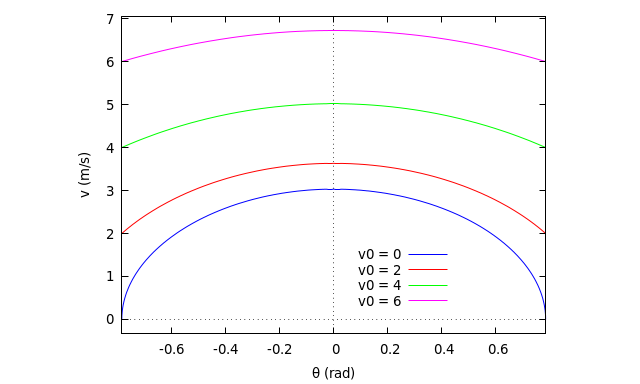 7
6
5
4
3
2
1
0
v (m/s)
v0 = 0
v0 = 2
v0 = 4
v0 = 6
-0.6 -0.4 -0.2 0 0.2 0.4 0.6
θ (rad)